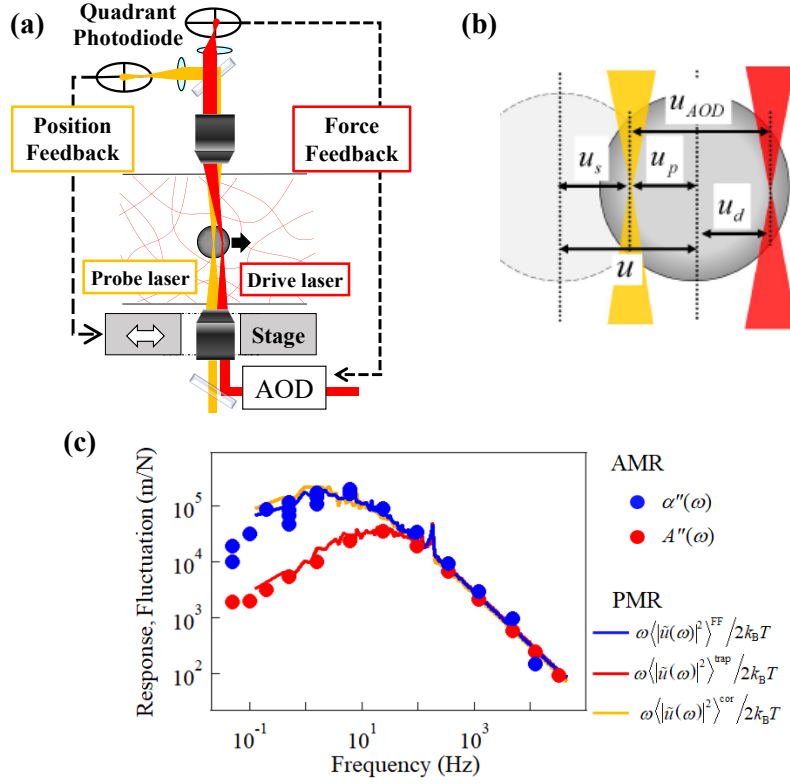 (a)
Quadrant
Photodiode
Position
Feedback
Force
Feedback
Probe laser
Drive laser
Stage
AOD
(b)
u_AOD
u_s
u_p
u_d
u
(c)
Response, Fluctuation (m/N)
10^5
10^4
10^3
10^2
10^-1
10^1
10^3
Frequency (Hz)
AMR
α″(ω)
A″(ω)
PMR
ω⟨|ũ(ω)|^2⟩^FF/2k_BT
ω⟨|ũ(ω)|^2⟩^trap/2k_BT
ω⟨|ũ(ω)|^2⟩^cor/2k_BT